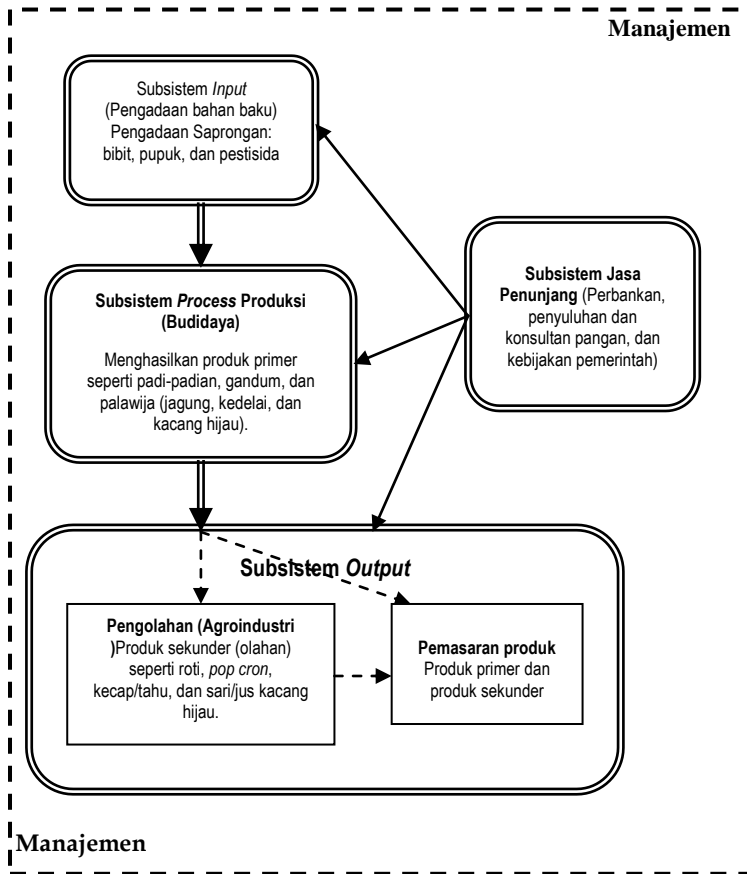 Manajemen
Subsistem Input
(Pengadaan bahan baku)
Pengadaan Saprongan:
bibit, pupuk, dan pestisida
Subsistem Jasa
Penunjang (Perbankan,
penyuluhan dan
konsultan pangan, dan
kebijakan pemerintah)
Subsistem Process Produksi
(Budidaya)
Menghasilkan produk primer
seperti padi-padian, gandum, dan
palawija (jagung, kedelai, dan
kacang hijau).
Subsistem Output
Pengolahan (Agroindustri
)Produk sekunder (olahan)
seperti roti, pop cron,
kecap/tahu, dan sari/jus kacang
hijau.
Pemasaran produk
Produk primer dan
produk sekunder
Manajemen